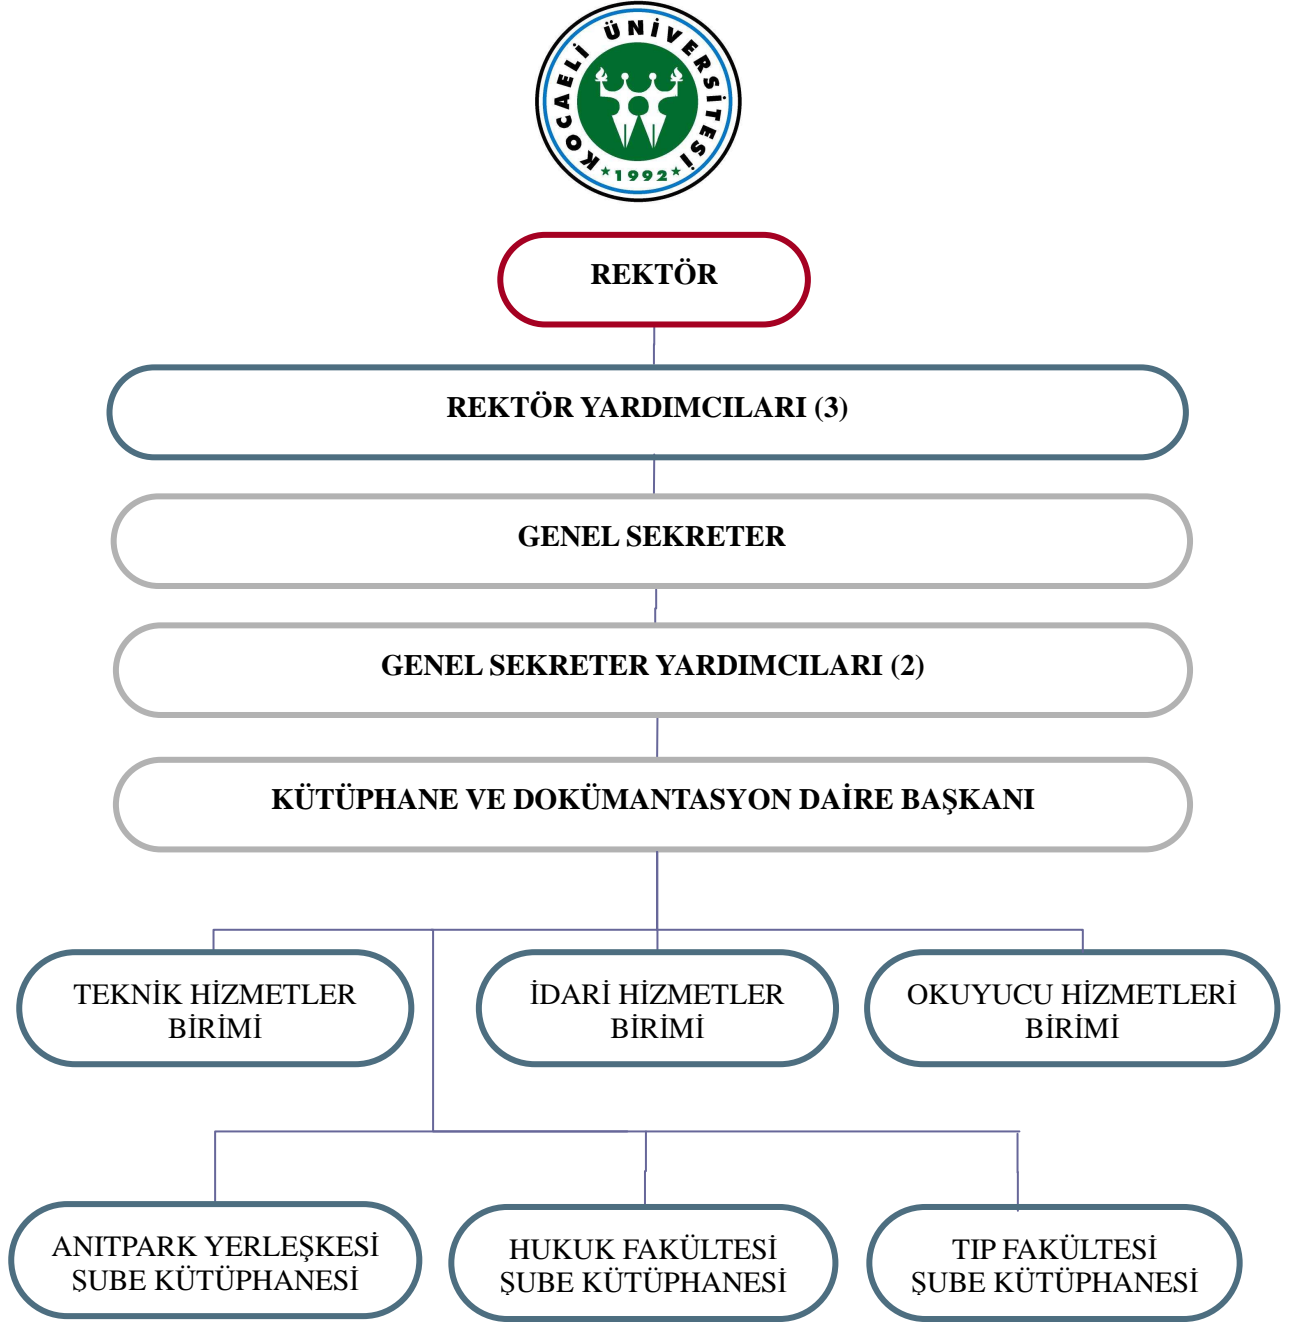 KOCAELİ ÜNİVERSİTESİ
1992
REKTÖR
REKTÖR YARDIMCILARI (3)
GENEL SEKRETER
GENEL SEKRETER YARDIMCILARI (2)
KÜTÜPHANE VE DOKÜMANTASYON DAİRE BAŞKANI
TEKNİK HİZMETLER
BİRİMİ
İDARİ HİZMETLER
BİRİMİ
OKUYUCU HİZMETLERİ
BİRİMİ
ANITPARK YERLEŞKESİ
ŞUBE KÜTÜPHANESİ
HUKUK FAKÜLTESİ
ŞUBE KÜTÜPHANESİ
TIP FAKÜLTESİ
ŞUBE KÜTÜPHANESİ